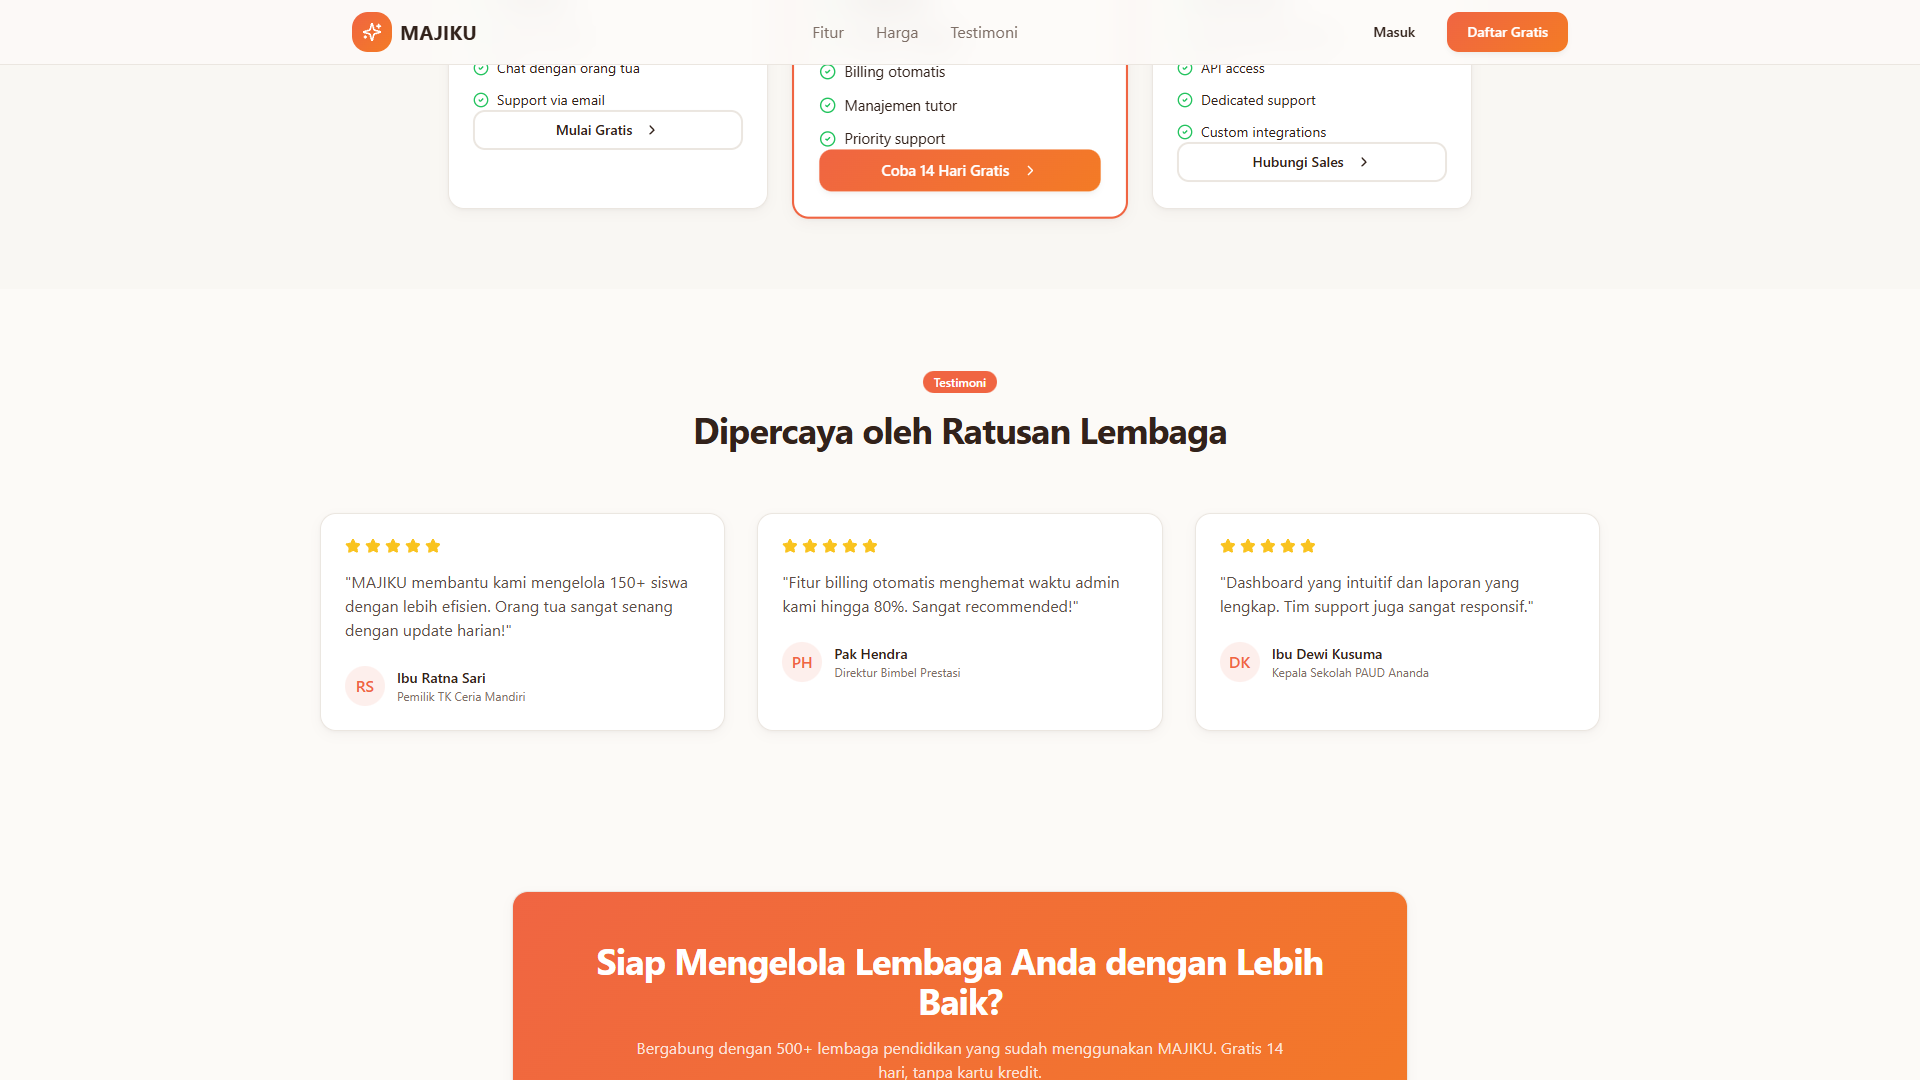 MAJIKU
Fitur
Harga
Testimoni
Masuk
Daftar Gratis
Chat dengan orang tua
Support via email
Mulai Gratis
Billing otomatis
Manajemen tutor
Priority support
Coba 14 Hari Gratis
API access
Dedicated support
Custom integrations
Hubungi Sales
Testimoni
Dipercaya oleh Ratusan Lembaga
"MAJIKU membantu kami mengelola 150+ siswa
dengan lebih efisien. Orang tua sangat senang
dengan update harian!"
RS
Ibu Ratna Sari
Pemilik TK Ceria Mandiri
"Fitur billing otomatis menghemat waktu admin
kami hingga 80%. Sangat recommended!"
PH
Pak Hendra
Direktur Bimbel Prestasi
"Dashboard yang intuitif dan laporan yang
lengkap. Tim support juga sangat responsif."
DK
Ibu Dewi Kusuma
Kepala Sekolah PAUD Ananda
Siap Mengelola Lembaga Anda dengan Lebih
Baik?
Bergabung dengan 500+ lembaga pendidikan yang sudah menggunakan MAJIKU. Gratis 14
hari, tanpa kartu kredit.